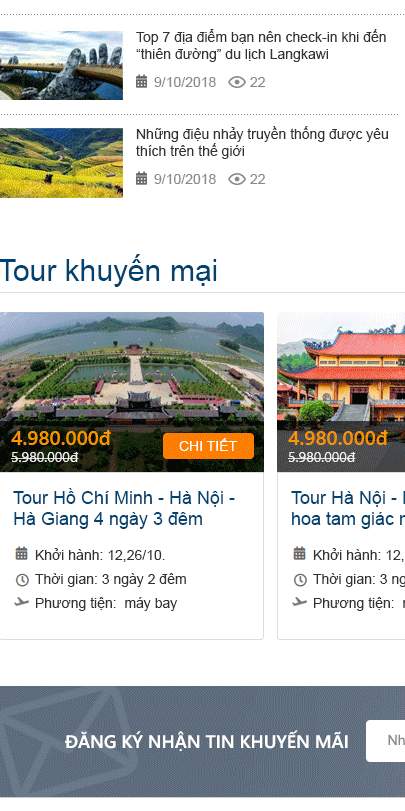 Top 7 địa điểm bạn nên check-in khi đến
“thiên đường” du lịch Langkawi
9/10/2018 22
Những điệu nhảy truyền thống được yêu
thích trên thế giới
9/10/2018 22
Tour khuyến mại
4.980.000đ
5.980.000đ
CHI TIẾT
Tour Hồ Chí Minh - Hà Nội -
Hà Giang 4 ngày 3 đêm
Khởi hành: 12,26/10.
Thời gian: 3 ngày 2 đêm
Phương tiện: máy bay
4.980.000đ
5.980.000đ
Tour Hà Nội -
hoa tam giác
Khởi hành: 12,
Thời gian: 3
Phương tiện:
ĐĂNG KÝ NHẬN TIN KHUYẾN MÃI